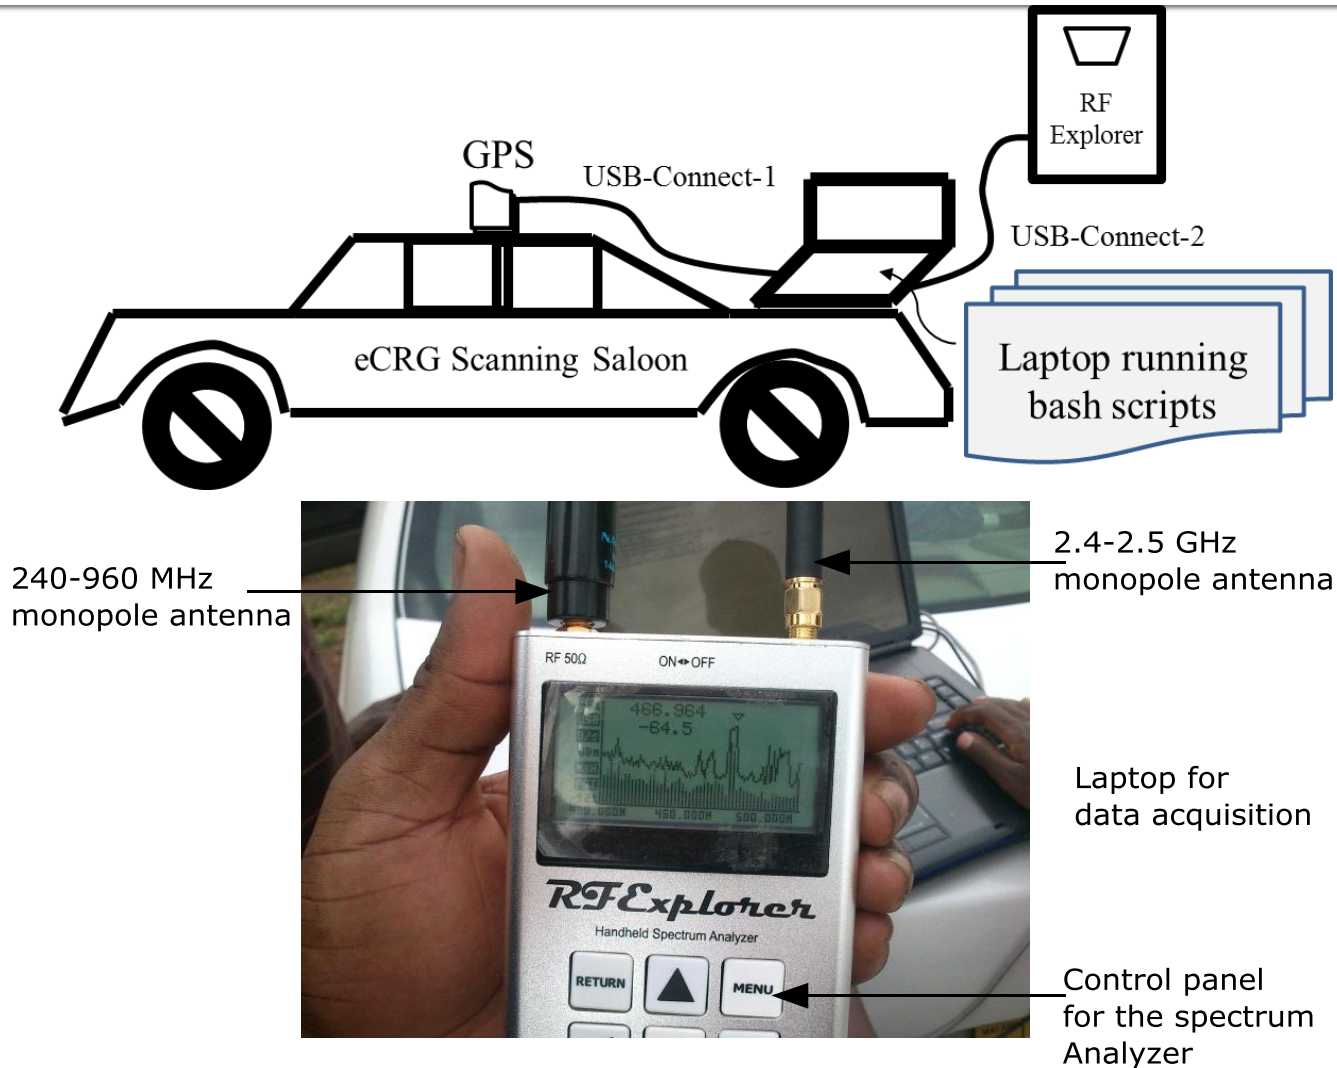 GPS
USB-Connect-1
RF
Explorer
USB-Connect-2
eCRG Scanning Saloon
Laptop running
bash scripts
240-960 MHz
monopole antenna
2.4-2.5 GHz
monopole antenna
RF 50Ω
ON◂▸OFF
466.964
-64.5
450.000M
500.000M
RFExplorer
Handheld Spectrum Analyzer
RETURN
MENU
Laptop for
data acquisition
Control panel
for the spectrum
Analyzer